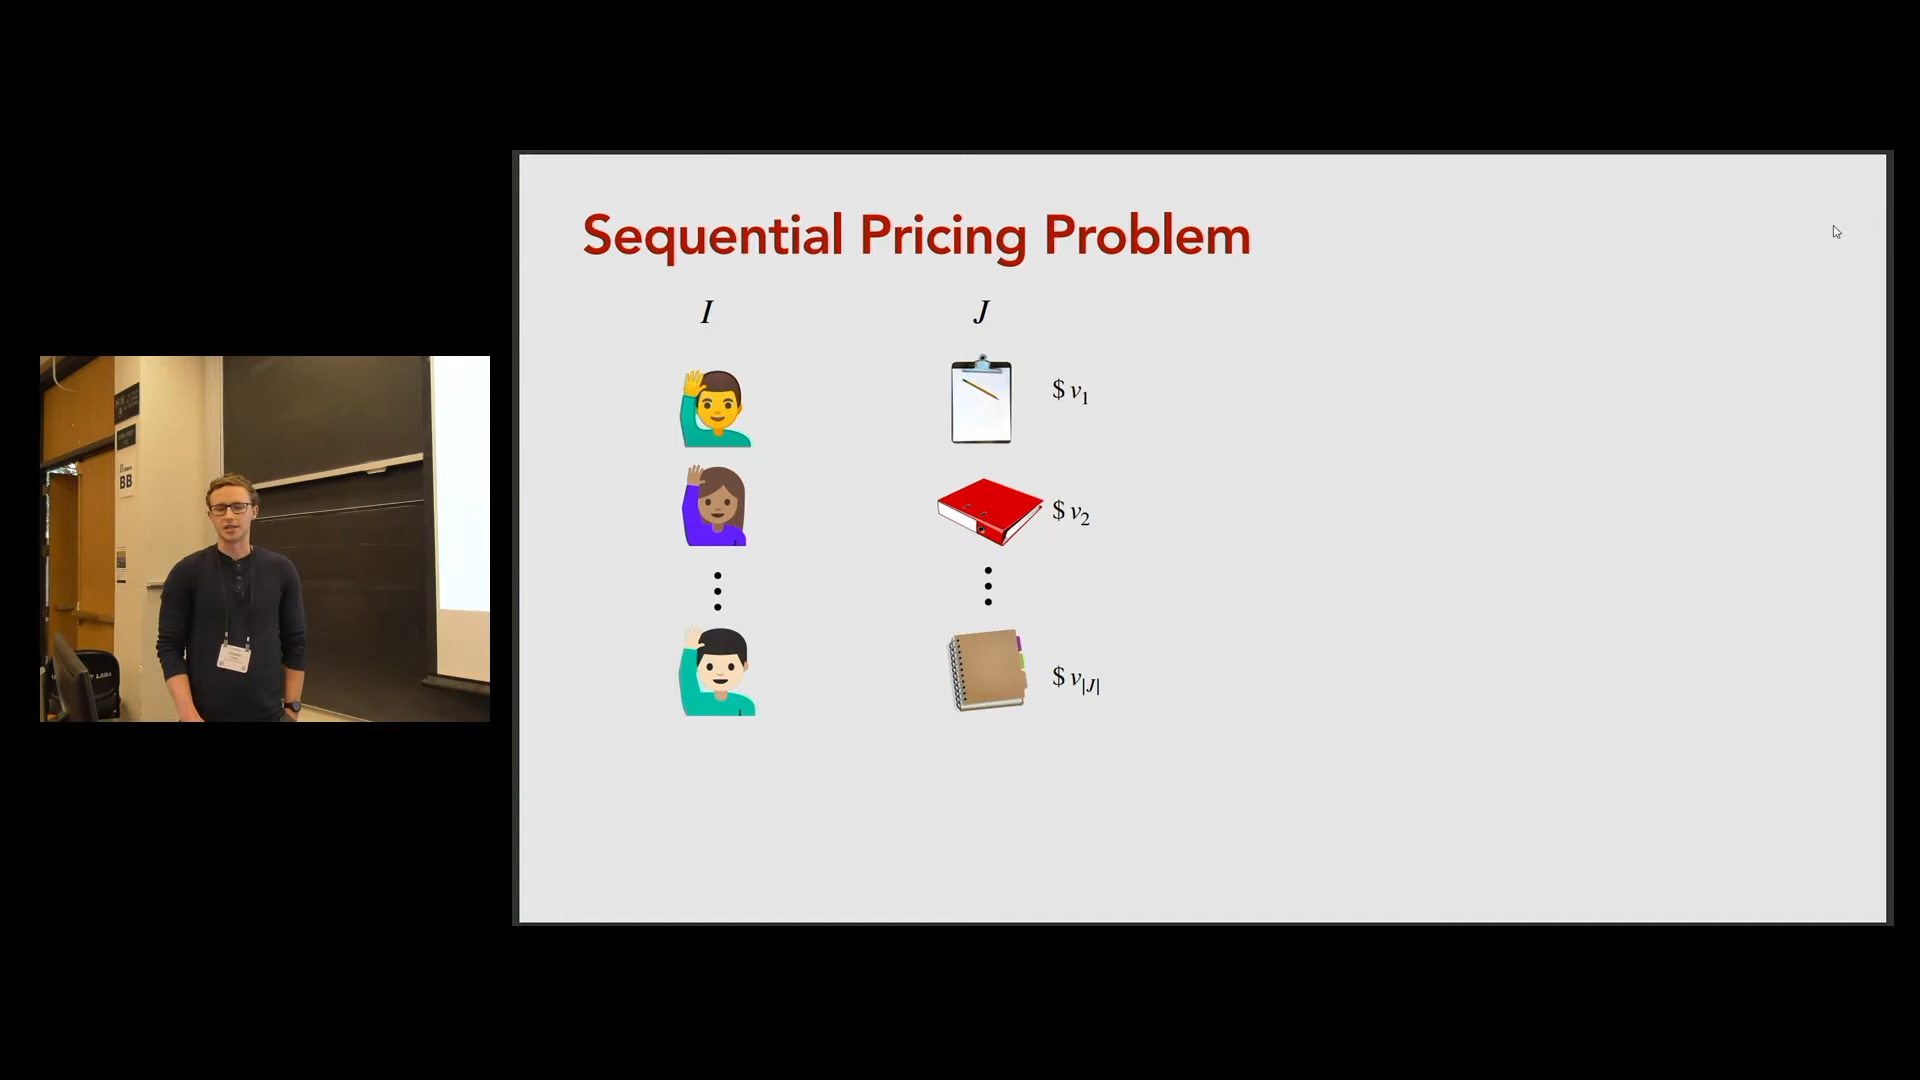 Sequential Pricing Problem
I
J
$ v₁
$ v₂
$ v|J|
BB